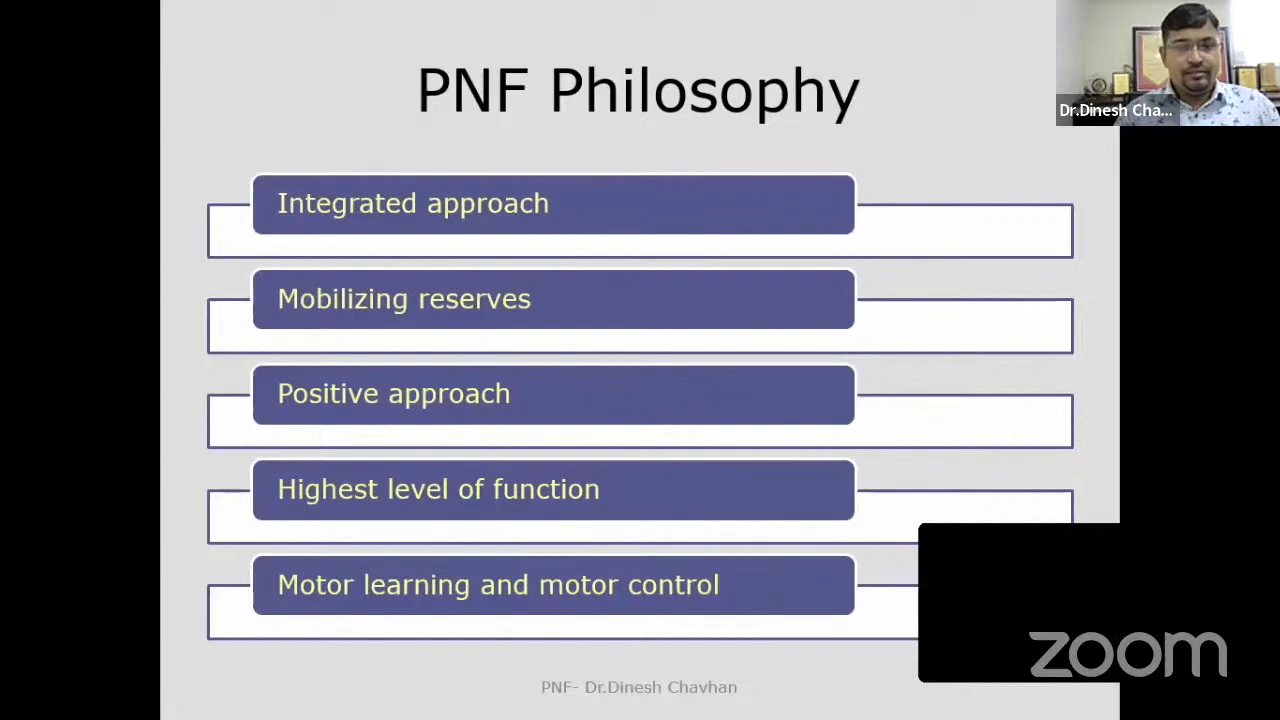 PNF Philosophy
Dr.Dinesh Cha...
Integrated approach
Mobilizing reserves
Positive approach
Highest level of function
Motor learning and motor control
zoom
PNF- Dr.Dinesh Chavhan